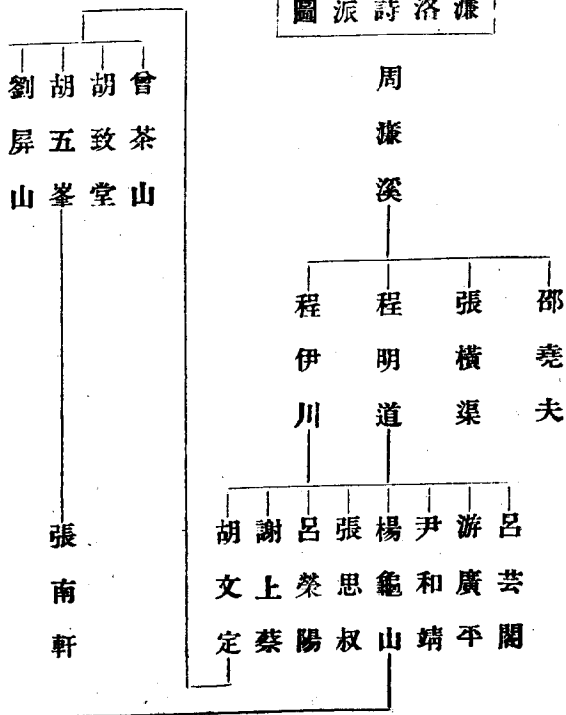 濂洛詩派圖
周濂溪
邵堯夫
張橫渠
程明道
程伊川
呂芸閣
游廣平
尹和靖
楊龜山
張思叔
呂榮陽
謝上蔡
胡文定
曾茶山
胡致堂
胡五峯
劉屏山
張南軒